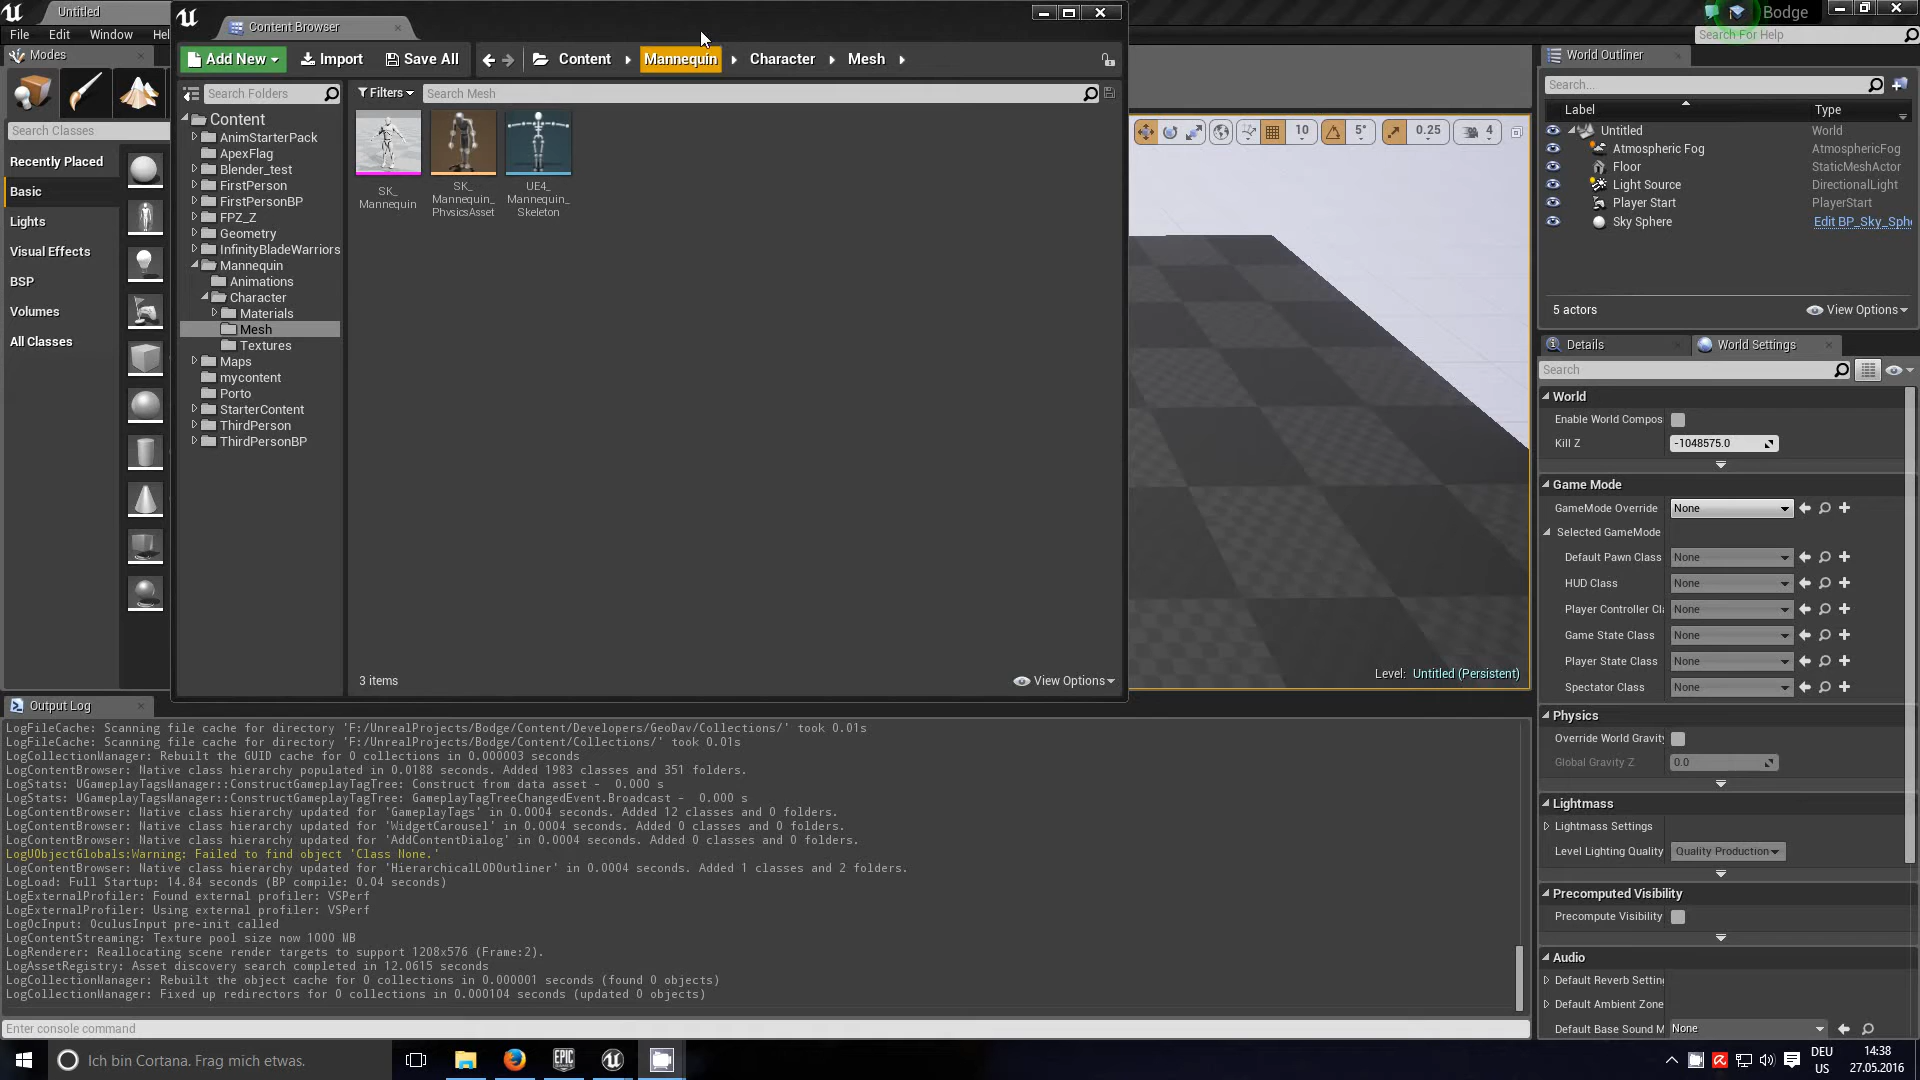 Untitled
Content Browser
Bodge
File
Edit
Window
Hel
Search For Help
Modes
Add New
Import
Save All
Content
Mannequin
Character
Mesh
World Outliner
Search Folders
Filters
Search Mesh
Search...
Search Classes
Label
Type
10
5°
0.25
4
Recently Placed
Basic
Lights
Visual Effects
BSP
Volumes
All Classes
Content
AnimStarterPack
ApexFlag
Blender_test
FirstPerson
FirstPersonBP
FPZ_Z
Geometry
InfinityBladeWarriors
Mannequin
Animations
Character
Materials
Mesh
Textures
Maps
mycontent
Porto
StarterContent
ThirdPerson
ThirdPersonBP
SK_
Mannequin
SK_
Mannequin_
PhysicsAsset
UE4_
Mannequin_
Skeleton
3 items
View Options
Level: Untitled (Persistent)
Untitled World
Atmospheric Fog AtmosphericFog
Floor StaticMeshActor
Light Source DirectionalLight
Player Start PlayerStart
Sky Sphere Edit BP_Sky_Sph
5 actors
View Options
Details
World Settings
Search
World
Enable World Compos
Kill Z -1048575.0
Game Mode
GameMode Override None
Selected GameMode
Default Pawn Class None
HUD Class None
Player Controller Cl None
Game State Class None
Player State Class None
Spectator Class None
Physics
Override World Gravity
Global Gravity Z 0.0
Lightmass
Lightmass Settings
Level Lighting Quality Quality Production
Precomputed Visibility
Precompute Visibility
Audio
Default Reverb Setting
Default Ambient Zone
Default Base Sound M None
Output Log
LogFileCache: Scanning file cache for directory 'F:/UnrealProjects/Bodge/Content/Developers/GeoDav/Collections/' took 0.01s
LogFileCache: Scanning file cache for directory 'F:/UnrealProjects/Bodge/Content/Collections/' took 0.01s
LogCollectionManager: Rebuilt the GUID cache for 0 collections in 0.000003 seconds
LogContentBrowser: Native class hierarchy populated in 0.0188 seconds. Added 1983 classes and 351 folders.
LogStats: UGameplayTagsManager::ConstructGameplayTagTree: Construct from data asset -  0.000 s
LogStats: UGameplayTagsManager::ConstructGameplayTagTree: GameplayTagTreeChangedEvent.Broadcast -  0.000 s
LogContentBrowser: Native class hierarchy updated for 'GameplayTags' in 0.0004 seconds. Added 12 classes and 0 folders.
LogContentBrowser: Native class hierarchy updated for 'WidgetCarousel' in 0.0004 seconds. Added 0 classes and 0 folders.
LogContentBrowser: Native class hierarchy updated for 'AddContentDialog' in 0.0004 seconds. Added 0 classes and 0 folders.
LogUObjectGlobals:Warning: Failed to find object 'Class None.'
LogContentBrowser: Native class hierarchy updated for 'HierarchicalLODOutliner' in 0.0004 seconds. Added 1 classes and 2 folders.
LogLoad: Full Startup: 14.84 seconds (BP compile: 0.04 seconds)
LogExternalProfiler: Found external profiler: VSPerf
LogExternalProfiler: Using external profiler: VSPerf
LogOcInput: OculusInput pre-init called
LogContentStreaming: Texture pool size now 1000 MB
LogRenderer: Reallocating scene render targets to support 1208x576 (Frame:2).
LogAssetRegistry: Asset discovery search completed in 12.0615 seconds
LogCollectionManager: Rebuilt the object cache for 0 collections in 0.000001 seconds (found 0 objects)
LogCollectionManager: Fixed up redirectors for 0 collections in 0.000104 seconds (updated 0 objects)
Enter console command
Ich bin Cortana. Frag mich etwas.
EPIC
DEU
US
14:38
27.05.2016